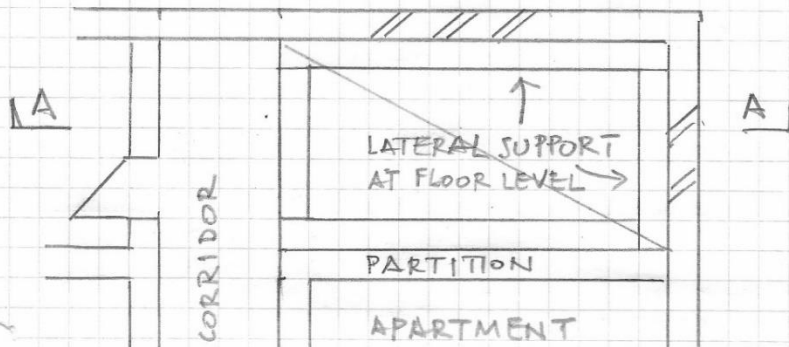 A
A
LATERAL SUPPORT
AT FLOOR LEVEL
CORRIDOR
PARTITION
APARTMENT